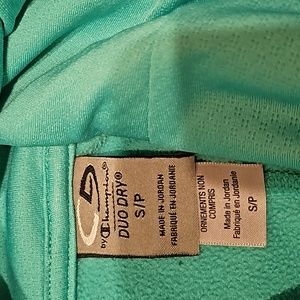 by Champion
DUO DRY®
S/P
MADE IN JORDAN
FABRIQUÉ EN JORDANIE
ORNEMENTS NON
COMPRIS
Made in Jordan
Fabriqué en Jordanie
S/P